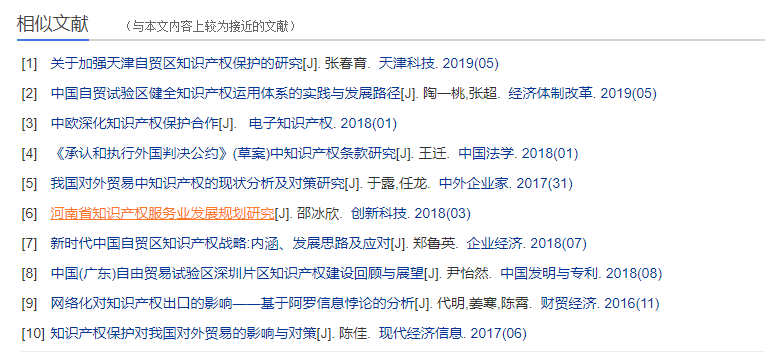 相似文献 （与本文内容上较为接近的文献）
[1] 关于加强天津自贸区知识产权保护的研究[J]. 张春育. 天津科技. 2019(05)
[2] 中国自贸试验区健全知识产权运用体系的实践与发展路径[J]. 陶一桃,张超. 经济体制改革. 2019(05)
[3] 中欧深化知识产权保护合作[J]. 电子知识产权. 2018(01)
[4] 《承认和执行外国判决公约》(草案)中知识产权条款研究[J]. 王迁. 中国法学. 2018(01)
[5] 我国对外贸易中知识产权的现状分析及对策研究[J]. 于露,任龙. 中外企业家. 2017(31)
[6] 河南省知识产权服务业发展规划研究[J]. 邵冰欣. 创新科技. 2018(03)
[7] 新时代中国自贸区知识产权战略:内涵、发展思路及应对[J]. 郑鲁英. 企业经济. 2018(07)
[8] 中国(广东)自由贸易试验区深圳片区知识产权建设回顾与展望[J]. 尹怡然. 中国发明与专利. 2018(08)
[9] 网络化对知识产权出口的影响——基于阿罗信息悖论的分析[J]. 代明,姜寒,陈霄. 财贸经济. 2016(11)
[10] 知识产权保护对我国对外贸易的影响与对策[J]. 陈佳. 现代经济信息. 2017(06)